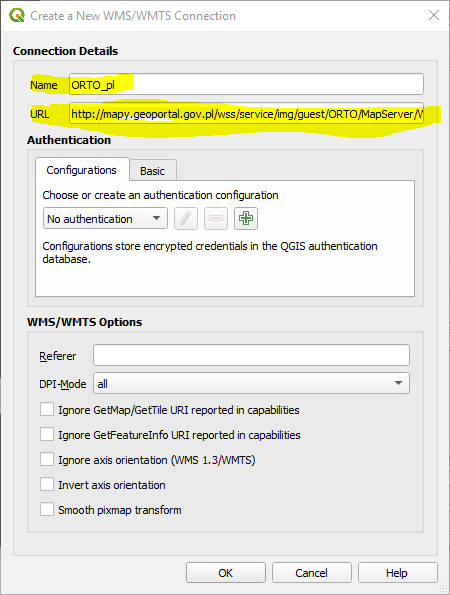 Create a New WMS/WMTS Connection
Connection Details
Name ORTO_pl
URL http://mapy.geoportal.gov.pl/wss/service/img/guest/ORTO/MapServer/
Authentication
Configurations Basic
Choose or create an authentication configuration
No authentication
Configurations store encrypted credentials in the QGIS authentication
database.
WMS/WMTS Options
Referer
DPI-Mode all
Ignore GetMap/GetTile URI reported in capabilities
Ignore GetFeatureInfo URI reported in capabilities
Ignore axis orientation (WMS 1.3/WMTS)
Invert axis orientation
Smooth pixmap transform
OK Cancel Help